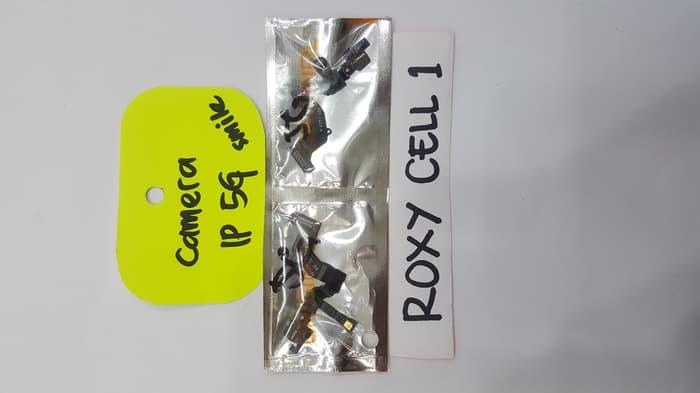 Camera
IP 5G smile
ROXY CELL 1